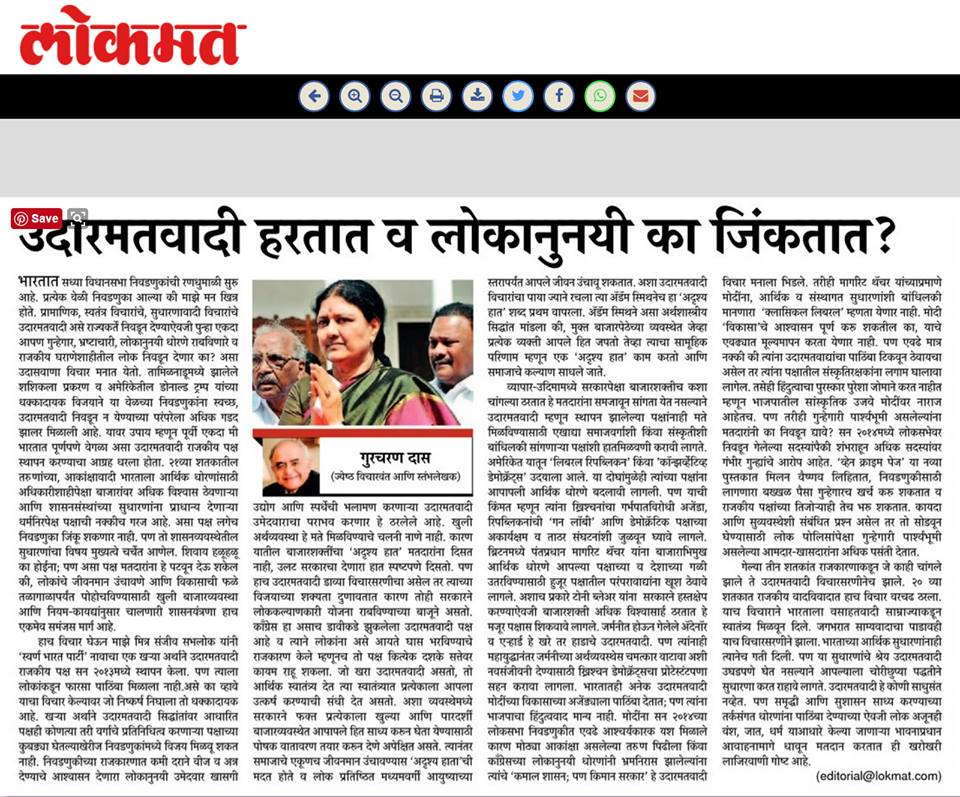 लोकमत
Save
उदारमतवादी हरतात व लोकानुनयी का जिंकतात?
भारतात सध्या विधानसभा निवडणुकांची रणधुमाळी सुरु
आहे. प्रत्येक वेळी निवडणुका आल्या की माझे मन खिन्न
होते. प्रामाणिक, स्वतंत्र विचारांचे, सुधारणावादी विचारांचे
उदारमतवादी असे राज्यकर्ते निवडून देण्याऐवजी पुन्हा एकदा
आपण गुन्हेगार, भ्रष्टाचारी, लोकानुनयी धोरणे राबविणारे व
राजकीय घराणेशाहीतील लोक निवडून देणार का? असा
उदासवाणा विचार मनात येतो. तामिळनाडूमध्ये झालेले
शशिकला प्रकरण व अमेरिकेतील डोनाल्ड ट्रम्प यांच्या
धक्कादायक विजयाने या वेळच्या निवडणुकांना स्वच्छ,
उदारमतवादी निवडून न येण्याच्या परंपरेला अधिक गडद
झालर मिळाली आहे. यावर उपाय म्हणून पूर्वी एकदा मी
भारतात पूर्णपणे वेगळा असा उदारमतवादी राजकीय पक्ष
स्थापन करण्याचा आग्रह धरला होता. २१व्या शतकातील
तरुणांच्या, आकांक्षावादी भारताला आर्थिक धोरणांसाठी
अधिकारीशाहीपेक्षा बाजारांवर अधिक विश्वास ठेवणाऱ्या
आणि शासनसंस्थांच्या सुधारणांना प्राधान्य देणाऱ्या
धर्मनिरपेक्ष पक्षाची नक्कीच गरज आहे. असा पक्ष लगेच
निवडणुका जिंकू शकणार नाही. पण तो शासनव्यवस्थेतील
सुधारणांचा विषय मुख्यत्वे चर्चेत आणेल. शिवाय हळूहळू
का होईना; पण असा पक्ष मतदारांना हे पटवून देऊ शकेल
की, लोकांचे जीवनमान उंचावणे आणि विकासाची फळे
तळागाळापर्यंत पोहोचविण्यासाठी खुली बाजारव्यवस्था
आणि नियम-कायद्यांनुसार चालणारी शासनयंत्रणा हाच
एकमेव समंजस मार्ग आहे.
हाच विचार घेऊन माझे मित्र संजीव सभलोक यांनी
'स्वर्ण भारत पार्टी' नावाचा एक खऱ्या अर्थाने उदारमतवादी
राजकीय पक्ष सन २०१३मध्ये स्थापन केला. पण त्याला
लोकांकडून फारसा पाठिंबा मिळाला नाही.असे का व्हावे
याचा विचार केल्यावर जो निष्कर्ष निघाला तो धक्कादायक
आहे. खऱ्या अर्थाने उदारमतवादी सिद्धांतांवर आधारित
पक्षही कोणत्या तरी वर्गाचे प्रतिनिधित्व करणाऱ्या पक्षाच्या
कुबड्या घेतल्याखेरीज निवडणुकांमध्ये विजय मिळवू शकत
नाही. निवडणुकीच्या राजकारणात कमी दराने वीज व अन्न
देण्याचे आश्वासन देणारा लोकानुनयी उमेदवार खासगी
गुरचरण दास
(ज्येष्ठ विचारवंत आणि स्तंभलेखक)
उद्योग आणि स्पर्धेची भलामण करणाऱ्या उदारमतवादी
उमेदवाराचा पराभव करणार हे ठरलेले आहे. खुली
अर्थव्यवस्था हे मते मिळविण्याचे चलनी नाणे नाही. कारण
यातील बाजारशक्तींचा 'अदृश्य हात' मतदारांना दिसत
नाही, उलट सरकारचा देणारा हात स्पष्टपणे दिसतो. पण
हाच उदारमतवादी डाव्या विचारसरणीचा असेल तर त्याच्या
विजयाच्या शक्यता दुणावतात कारण तोही सरकारने
लोककल्याणकारी योजना राबविण्याच्या बाजूने असतो.
काँग्रेस हा असाच डावीकडे झुकलेला उदारमतवादी पक्ष
आहे व त्याने लोकांना असे आयते घास भरविण्याचे
राजकारण केले म्हणूनच तो पक्ष कित्येक दशके सत्तेवर
कायम राहू शकला. जो खरा उदारमतवादी असतो, तो
आर्थिक स्वातंत्र्य देत त्या स्वातंत्र्यात प्रत्येकाला आपला
उत्कर्ष करण्याची संधी देत असतो. अशा व्यवस्थेमध्ये
सरकारने फक्त प्रत्येकाला खुल्या आणि पारदर्शी
बाजारव्यवस्थेत आपापले हित साध्य करुन घेता येण्यासाठी
पोषक वातावरण तयार करुन देणे अपेक्षित असते. त्यानंतर
समाजाचे एकूणच जीवनमान उंचावण्यास 'अदृश्य हाता'ची
मदत होते व लोक प्रतिष्ठित मध्यमवर्गी आयुष्याच्या
स्तरापर्यंत आपले जीवन उंचावू शकतात. अशा उदारमतवादी
विचारांचा पाया ज्याने रचला त्या ॲडॅम स्मिथनेच हा 'अदृश्य
हात' शब्द प्रथम वापरला. ॲडॅम स्मिथने असा अर्थशास्त्रीय
सिद्धांत मांडला की, मुक्त बाजारपेठेच्या व्यवस्थेत जेव्हा
प्रत्येक व्यक्ती आपले हित जपतो तेव्हा त्याचा सामूहिक
परिणाम म्हणून एक 'अदृश्य हात' काम करतो आणि
समाजाचे कल्याण साधले जाते.
व्यापार-उदिमामध्ये सरकारपेक्षा बाजारशक्तीच कशा
चांगल्या ठरतात हे मतदारांना समजावून सांगता येत नसल्याने
उदारमतवादी म्हणून स्थापन झालेल्या पक्षांनाही मते
मिळविण्यासाठी एखाद्या समाजवर्गाशी किंवा संस्कृतीशी
बांधिलकी सांगणाऱ्या पक्षांशी हातमिळवणी करावी लागते.
अमेरिकेत यातून 'लिबरल रिपब्लिकन' किंवा 'कॉन्झर्व्हेटिव्ह
डेमोक्रॅट्स' उदयाला आले. या दोघांमुळेही त्यांच्या पक्षांना
आपापली आर्थिक धोरणे बदलावी लागली. पण याची
किंमत म्हणून त्यांना ख्रिश्चनांचा गर्भपातविरोधी अजेंडा,
रिपब्लिकनांची 'गन लॉबी' आणि डेमोक्रॅटिक पक्षाच्या
अकार्यक्षम व ताठर संघटनांशी जुळवून घ्यावे लागले.
ब्रिटनमध्ये पंतप्रधान मार्गारेट थॅचर यांना बाजाराभिमुख
आर्थिक धोरणे आपल्या पक्षाच्या व देशाच्या गळी
उतरविण्यासाठी हुजूर पक्षातील परंपरावाद्यांना खूश ठेवावे
लागले. अशाच प्रकारे टोनी ब्लेअर यांना सरकारने हस्तक्षेप
करण्याऐवजी बाजारशक्ती अधिक विश्वासार्ह ठरतात हे
मजूर पक्षास शिकवावे लागले. जर्मनीत होऊन गेलेले अ‍ॅदेनॉर
व एऱ्हार्ड हे खरे तर हाडाचे उदारमतवादी. पण त्यांनाही
महायुद्धानंतर जर्मनीच्या अर्थव्यवस्थेस चमत्कार वाटावा अशी
नवसंजीवनी देण्यासाठी ख्रिश्चन डेमोक्रॅट्सचा प्रोटेस्टंटपणा
सहन करावा लागला. भारतातही अनेक उदारमतवादी
मोदींच्या विकासाच्या अजेंड्याला पाठिंबा देतात; पण त्यांना
भाजपाचा हिंदुत्ववाद मान्य नाही. मोदींना सन २०१४च्या
लोकसभा निवडणुकीत एवढे आश्चर्यकारक यश मिळाले
कारण मोठ्या आकांक्षा असलेल्या तरुण पिढीला किंवा
काँग्रेसच्या लोकानुनयी धोरणांनी भ्रमनिरास झालेल्यांना
त्यांचे 'कमाल शासन; पण किमान सरकार' हे उदारमतवादी
विचार मनाला भिडले. तरीही मार्गारेट थॅचर यांच्याप्रमाणे
मोदींना, आर्थिक व संस्थागत सुधारणांशी बांधिलकी
मानणारा 'क्लासिकल लिबरल' म्हणता येणार नाही. मोदी
'विकासा'चे आश्वासन पूर्ण करु शकतील का, याचे
एवढ्यात मूल्यमापन करता येणार नाही. पण एवढे मात्र
नक्की की त्यांना उदारमतवाद्यांचा पाठिंबा टिकवून ठेवायचा
असेल तर त्यांना पक्षातील संस्कृतिरक्षकांना लगाम घालावा
लागेल. तसेही हिंदुत्वाचा पुरस्कार पुरेशा जोमाने करत नाहीत
म्हणून भाजपातील सांस्कृतिक उजवे मोदींवर नाराज
आहेतच. पण तरीही गुन्हेगारी पार्श्वभूमी असलेल्यांना
मतदारांनी का निवडून द्यावे? सन २०१४मध्ये लोकसभेवर
निवडून गेलेल्या सदस्यांपैकी शंभराहून अधिक सदस्यांवर
गंभीर गुन्ह्यांचे आरोप आहेत. 'व्हेन क्राइम पेज' या नव्या
पुस्तकात मिलन वैष्णव लिहितात, निवडणुकीसाठी
लागणारा बख्खळ पैसा गुन्हेगारच खर्च करु शकतात व
राजकीय पक्षांच्या तिजोऱ्याही तेच भरु शकतात. कायदा
आणि सुव्यवस्थेशी संबंधित प्रश्न असेल तर तो सोडवून
घेण्यासाठी लोक पोलिसांपेक्षा गुन्हेगारी पार्श्वभूमी
असलेल्या आमदार-खासदारांना अधिक पसंती देतात.
गेल्या तीन शतकांत राजकारणाकडून जे काही चांगले
झाले ते उदारमतवादी विचारसरणीनेच झाले. २० व्या
शतकात राजकीय वादविवादात हाच विचार वरचढ ठरला.
याच विचाराने भारताला वसाहतवादी साम्राज्याकडून
स्वातंत्र्य मिळवून दिले. जगभरात साम्यवादाचा पाडावही
याच विचारसरणीने झाला. भारताच्या आर्थिक सुधारणांनाही
त्यानेच गती दिली. पण या सुधारणांचे श्रेय उदारमतवादी
उघडपणे घेत नसल्याने आपल्याला चोरीछुप्या पद्धतीने
सुधारणा करत राहावे लागते. उदारमतवादी हे कोणी साधुसंत
नव्हेत. पण समृद्धी आणि सुशासन साध्य करण्याच्या
तर्कसंगत धोरणांना पाठिंबा देण्याच्या ऐवजी लोक अजूनही
वंश, जात, धर्म याआधारे केल्या जाणाऱ्या भावनाप्रधान
आवाहनामागे धावून मतदान करतात ही खरोखरी
लाजिरवाणी गोष्ट आहे.
(editorial@lokmat.com)